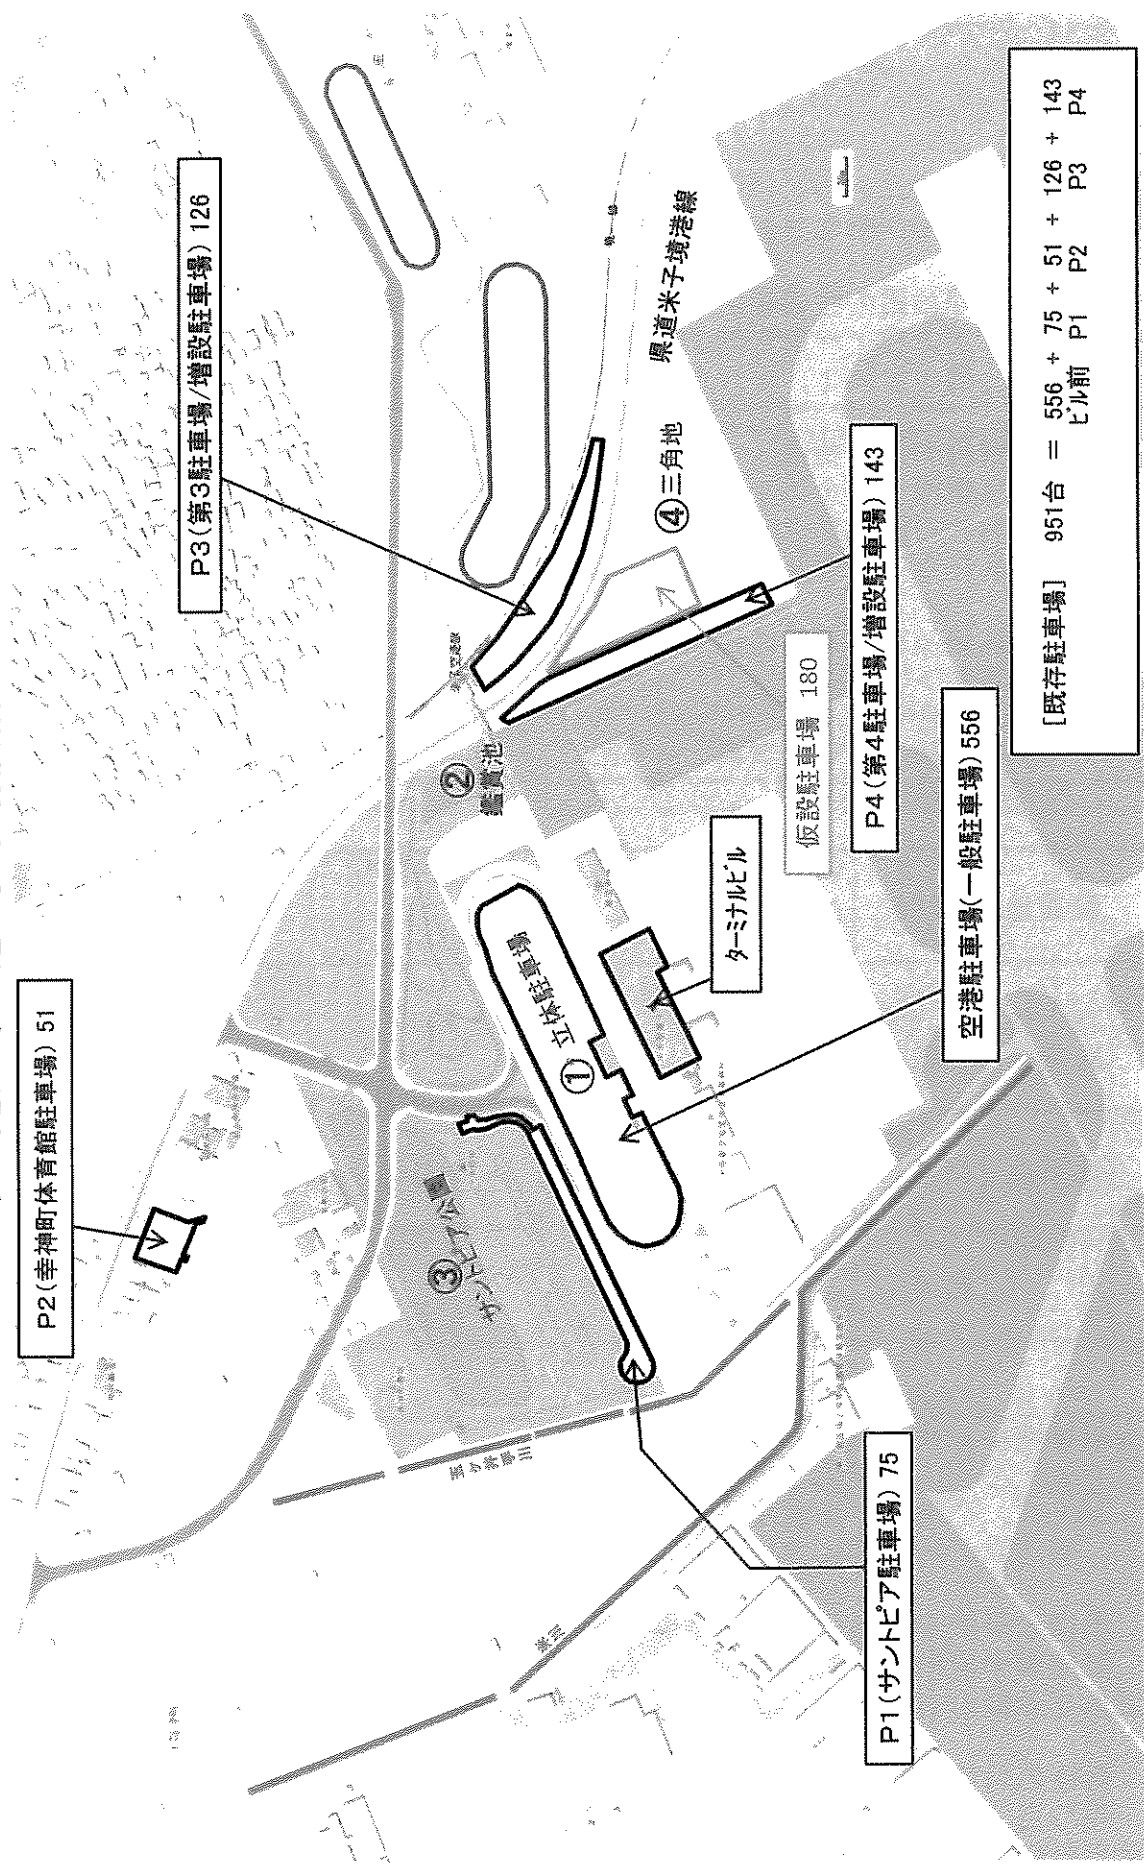 P2(幸神町体育館駐車場) 51
P3(第3駐車場/増設駐車場) 126
③
サントピア公園
②
鑑賞池
① 立体駐車場
④三角地
県道米子境港線
ターミナルビル
仮設駐車場 180
P4(第4駐車場/増設駐車場) 143
空港駐車場(一般駐車場) 556
P1(サントピア駐車場) 75
[既存駐車場] 951台 = 556 + 75 + 51 + 126 + 143
ビル前 P1 P2 P3 P4